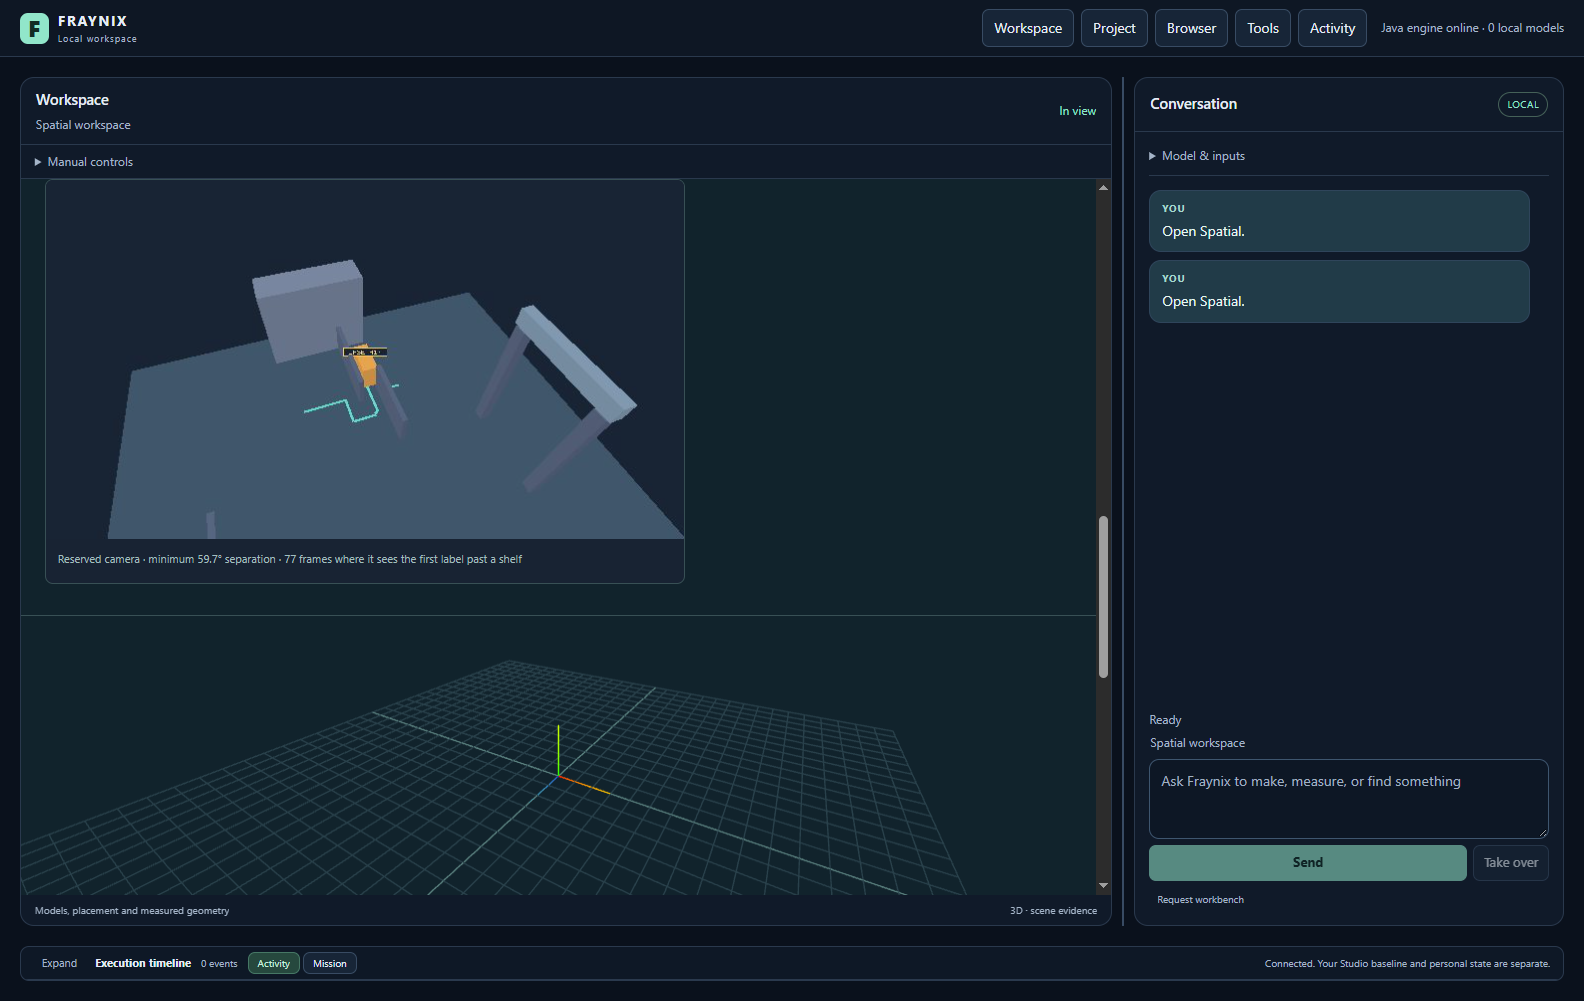 F
FRAYNIX
Local workspace
Workspace
Project
Browser
Tools
Activity
Java engine online · 0 local models
Workspace
Spatial workspace
In view
Manual controls
Reserved camera · minimum 59.7° separation · 77 frames where it sees the first label past a shelf
Models, placement and measured geometry
3D · scene evidence
Conversation
LOCAL
Model & inputs
YOU
Open Spatial.
YOU
Open Spatial.
Ready
Spatial workspace
Ask Fraynix to make, measure, or find something
Send
Take over
Request workbench
Expand
Execution timeline
0 events
Activity
Mission
Connected. Your Studio baseline and personal state are separate.